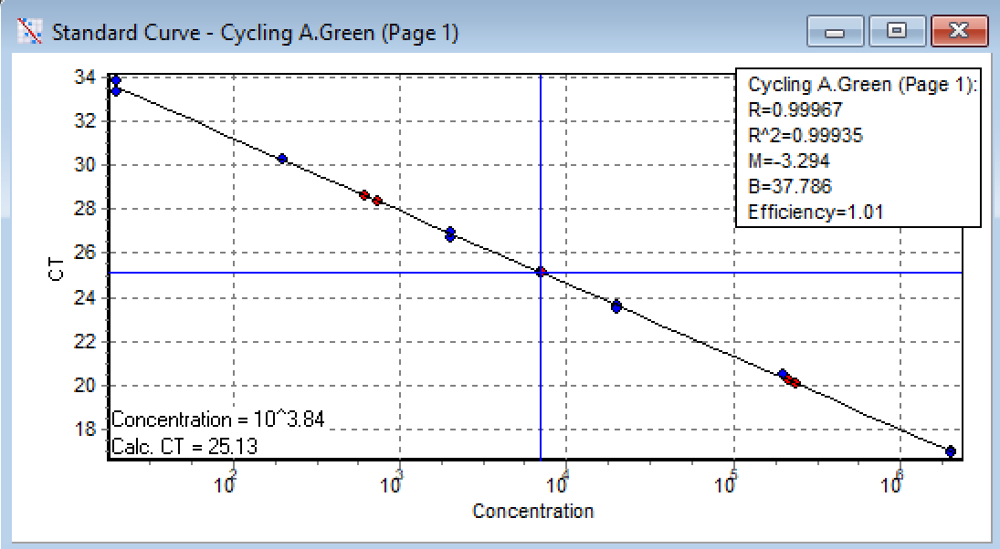 Standard Curve - Cycling A.Green (Page 1)
34
32
30
28
26
24
22
20
18
CT
Cycling A.Green (Page 1):
R=0.99967
R^2=0.99935
M=-3.294
B=37.786
Efficiency=1.01
Concentration = 10^3.84
Calc. CT = 25.13
10^2 10^3 10^4 10^5 10^6
Concentration